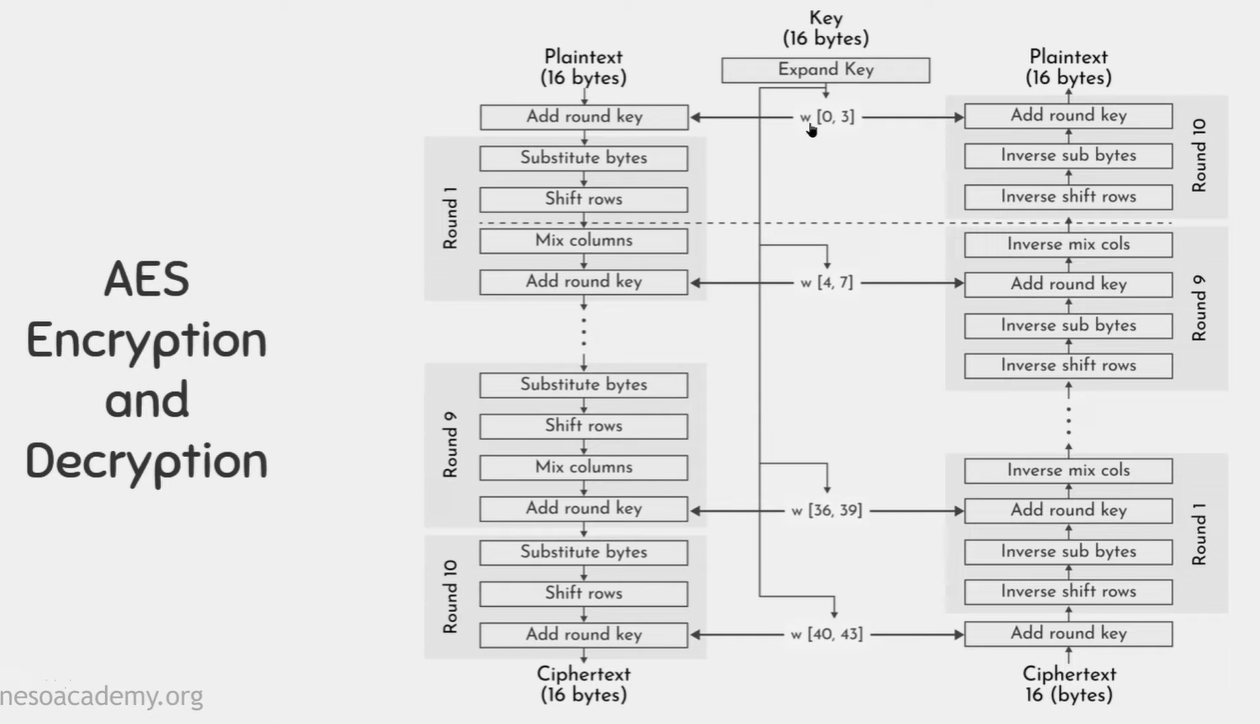 AES
Encryption
and
Decryption
nesoacademy.org
Plaintext
(16 bytes)
Add round key
Round 1
Substitute bytes
Shift rows
Mix columns
Add round key
Round 9
Substitute bytes
Shift rows
Mix columns
Add round key
Round 10
Substitute bytes
Shift rows
Add round key
Ciphertext
(16 bytes)
Key
(16 bytes)
Expand Key
w [0, 3]
w [4, 7]
w [36, 39]
w [40, 43]
Plaintext
(16 bytes)
Add round key
Inverse sub bytes
Inverse shift rows
Round 10
Inverse mix cols
Add round key
Inverse sub bytes
Inverse shift rows
Round 9
Inverse mix cols
Add round key
Inverse sub bytes
Inverse shift rows
Round 1
Add round key
Ciphertext
16 (bytes)